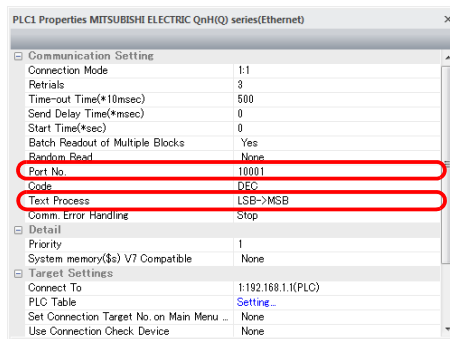 PLC1 Properties MITSUBISHI ELECTRIC QnH(Q) series(Ethernet)
Communication Setting
Connection Mode 1:1
Retrials 3
Time-out Time(*10msec) 500
Send Delay Time(*msec) 0
Start Time(*sec) 0
Batch Readout of Multiple Blocks Yes
Random Read None
Port No. 10001
Code DEC
Text Process LSB->MSB
Comm. Error Handling Stop
Detail
Priority 1
System memory($s) V7 Compatible None
Target Settings
Connect To 1:192.168.1.1(PLC)
PLC Table Setting...
Set Connection Target No. on Main Menu ... None
Use Connection Check Device None